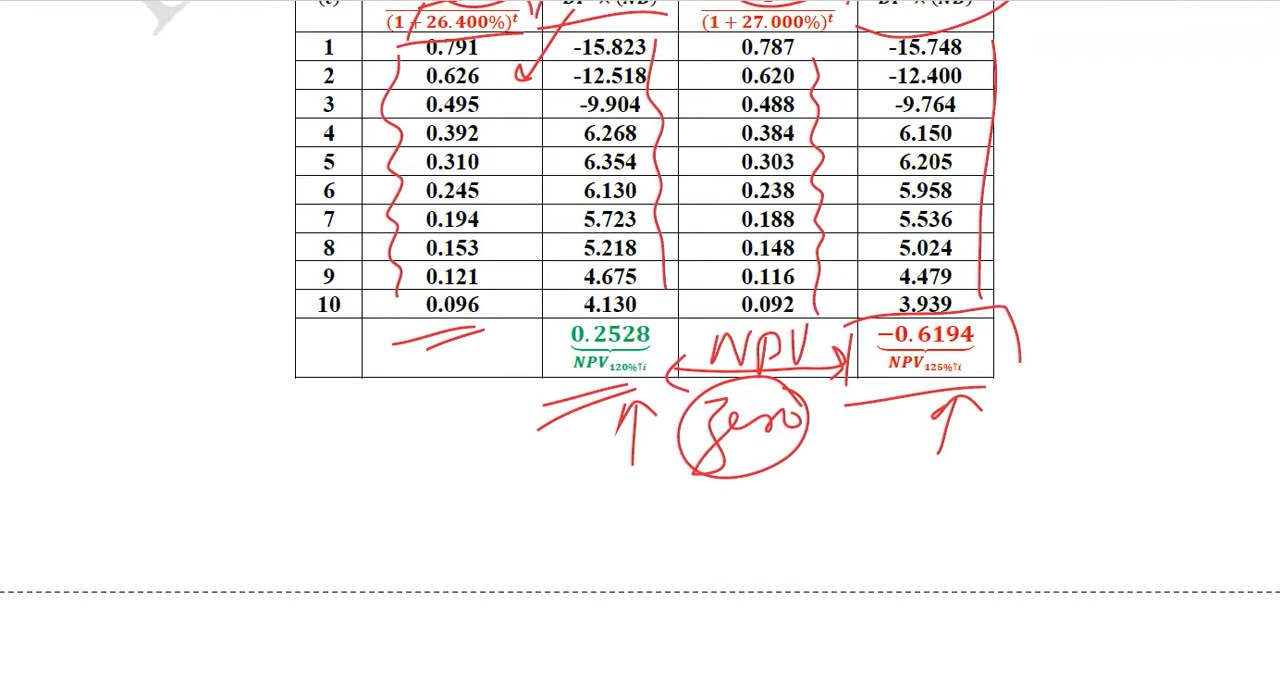 (1 + 26.400%)ᵗ (1 + 27.000%)ᵗ
1 0.791 -15.823 0.787 -15.748
2 0.626 -12.518 0.620 -12.400
3 0.495 -9.904 0.488 -9.764
4 0.392 6.268 0.384 6.150
5 0.310 6.354 0.303 6.205
6 0.245 6.130 0.238 5.958
7 0.194 5.723 0.188 5.536
8 0.153 5.218 0.148 5.024
9 0.121 4.675 0.116 4.479
10 0.096 4.130 0.092 3.939
0.2528 NPV −0.6194
NPV₁₂₀%↑i NPV₁₂₅%↑i
Zero